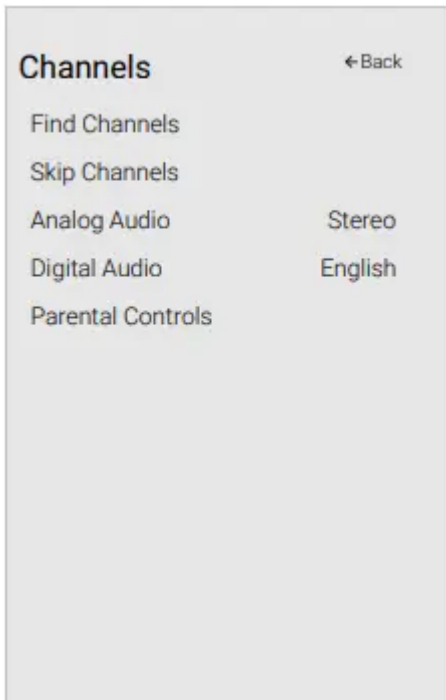 Channels
←Back
Find Channels
Skip Channels
Analog Audio Stereo
Digital Audio English
Parental Controls